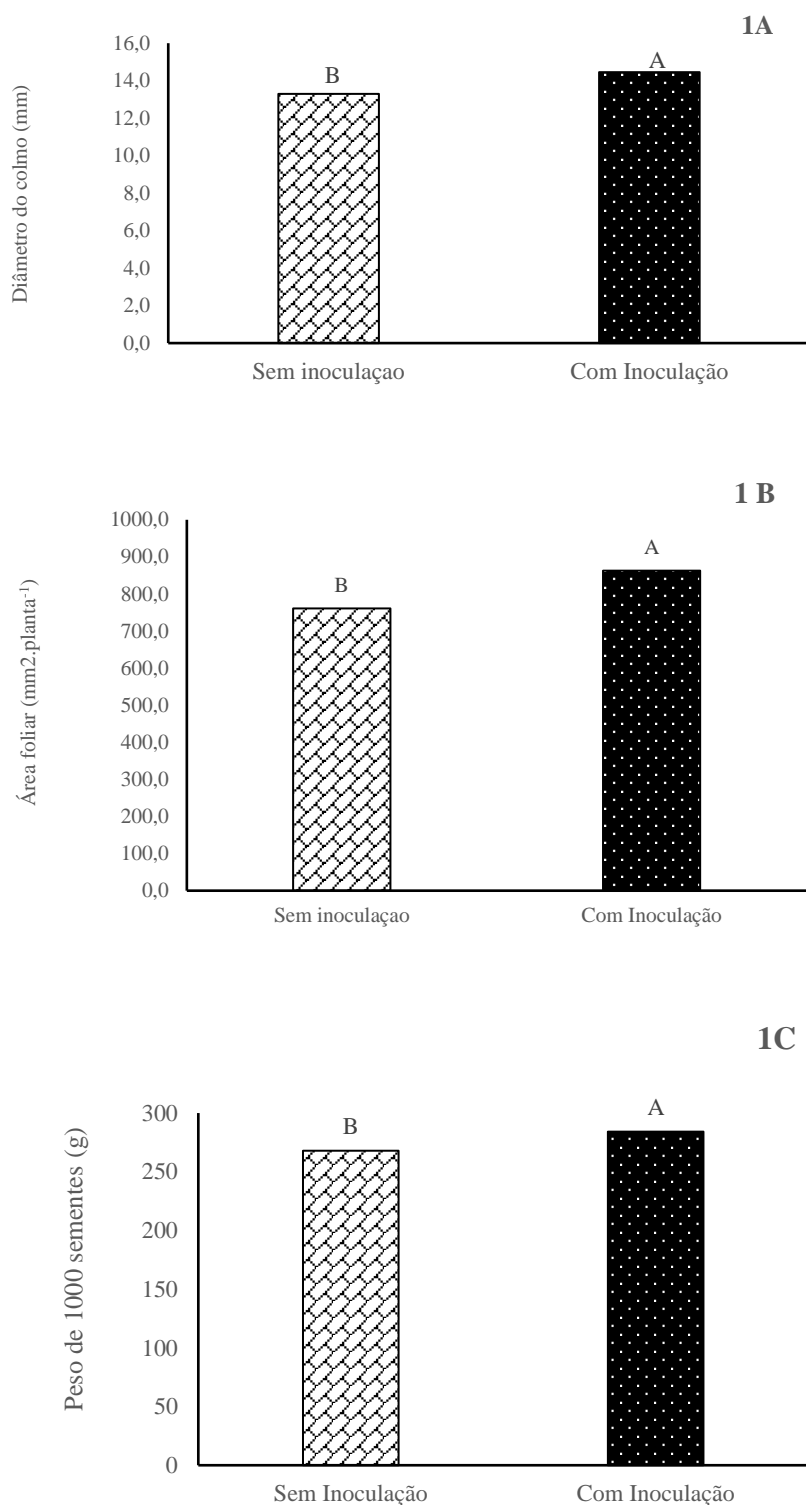 1A
Diâmetro do colmo (mm)
16,0
14,0
12,0
10,0
8,0
6,0
4,0
2,0
0,0
B
A
Sem inoculaçao
Com Inoculação
1 B
Área foliar (mm2.planta⁻¹)
1000,0
900,0
800,0
700,0
600,0
500,0
400,0
300,0
200,0
100,0
0,0
B
A
Sem inoculaçao
Com Inoculação
1C
Peso de 1000 sementes (g)
300
250
200
150
100
50
0
B
A
Sem Inoculação
Com Inoculação